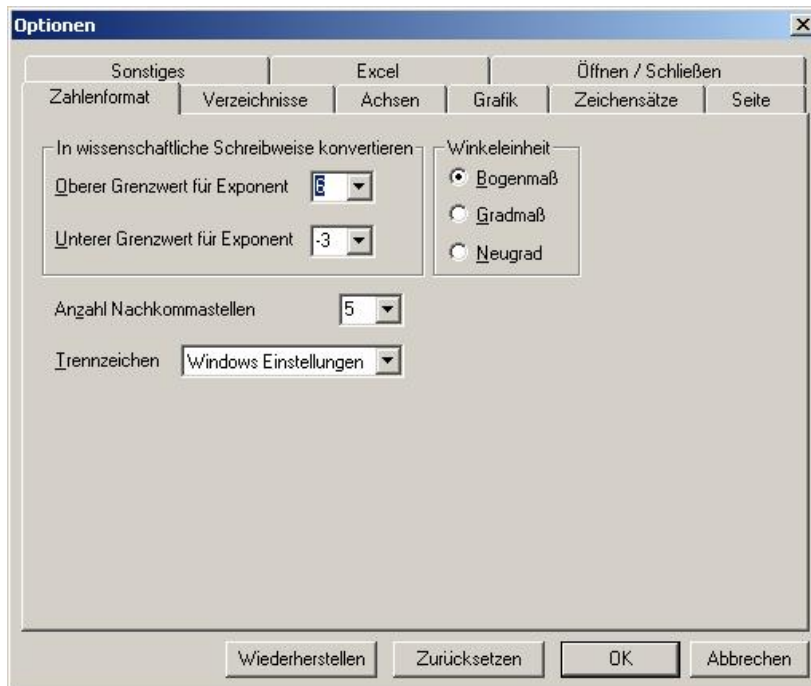 Optionen
Sonstiges Excel Öffnen / Schließen
Zahlenformat Verzeichnisse Achsen Grafik Zeichensätze Seite
In wissenschaftliche Schreibweise konvertieren
Oberer Grenzwert für Exponent 6
Unterer Grenzwert für Exponent -3
Winkeleinheit
Bogenmaß
Gradmaß
Neugrad
Anzahl Nachkommastellen 5
Trennzeichen Windows Einstellungen
Wiederherstellen Zurücksetzen OK Abbrechen